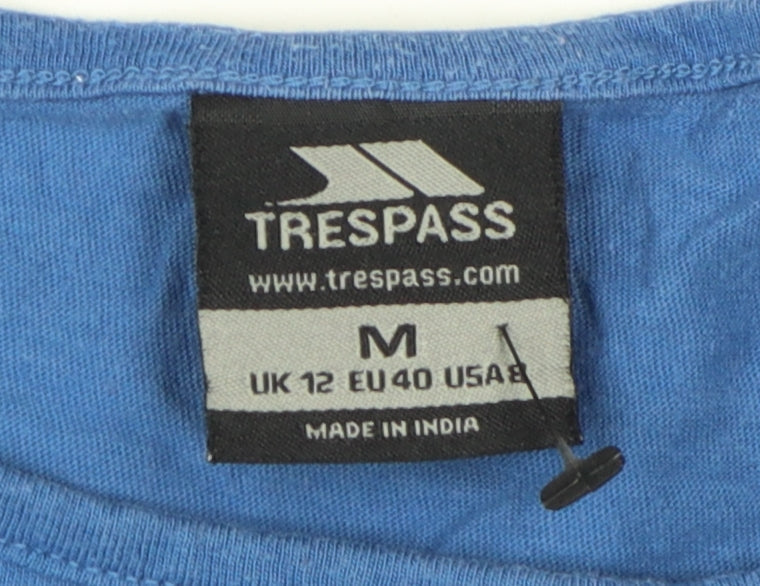 TRESPASS
www.trespass.com
M
UK 12 EU 40 USA 8
MADE IN INDIA